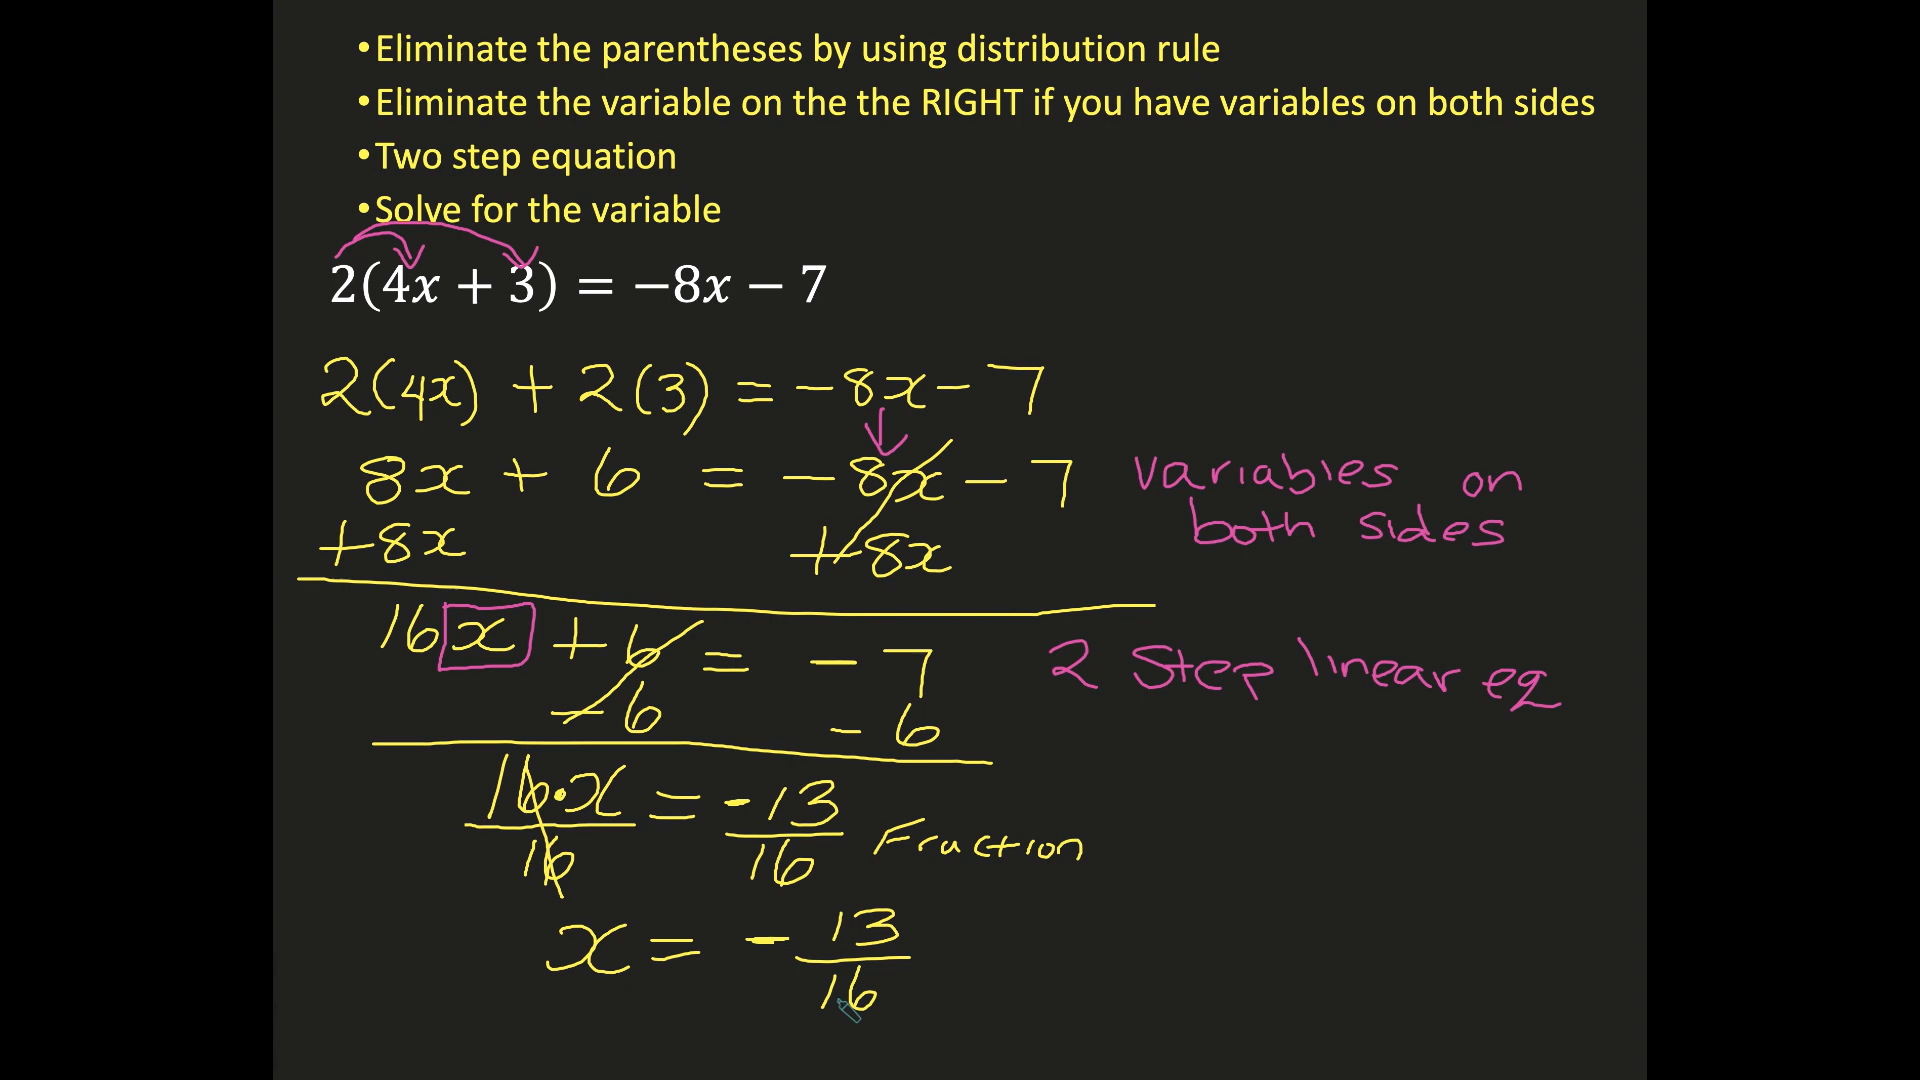 •Eliminate the parentheses by using distribution rule
•Eliminate the variable on the the RIGHT if you have variables on both sides
•Two step equation
•Solve for the variable
2(4x + 3) = −8x − 7
2(4x) + 2(3) = -8x - 7
8x + 6 = -8x - 7 variables on
both sides
+8x +8x
16x + 6 = -7 2 Step linear eq
-6 -6
16·x = -13
16 16 Fraction
x = - 13
16